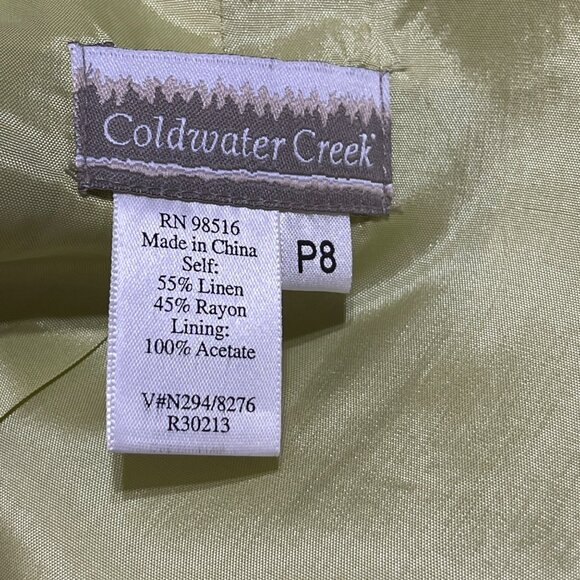 Coldwater Creek
P8
RN 98516
Made in China
Self:
55% Linen
45% Rayon
Lining:
100% Acetate
V#N294/8276
R30213